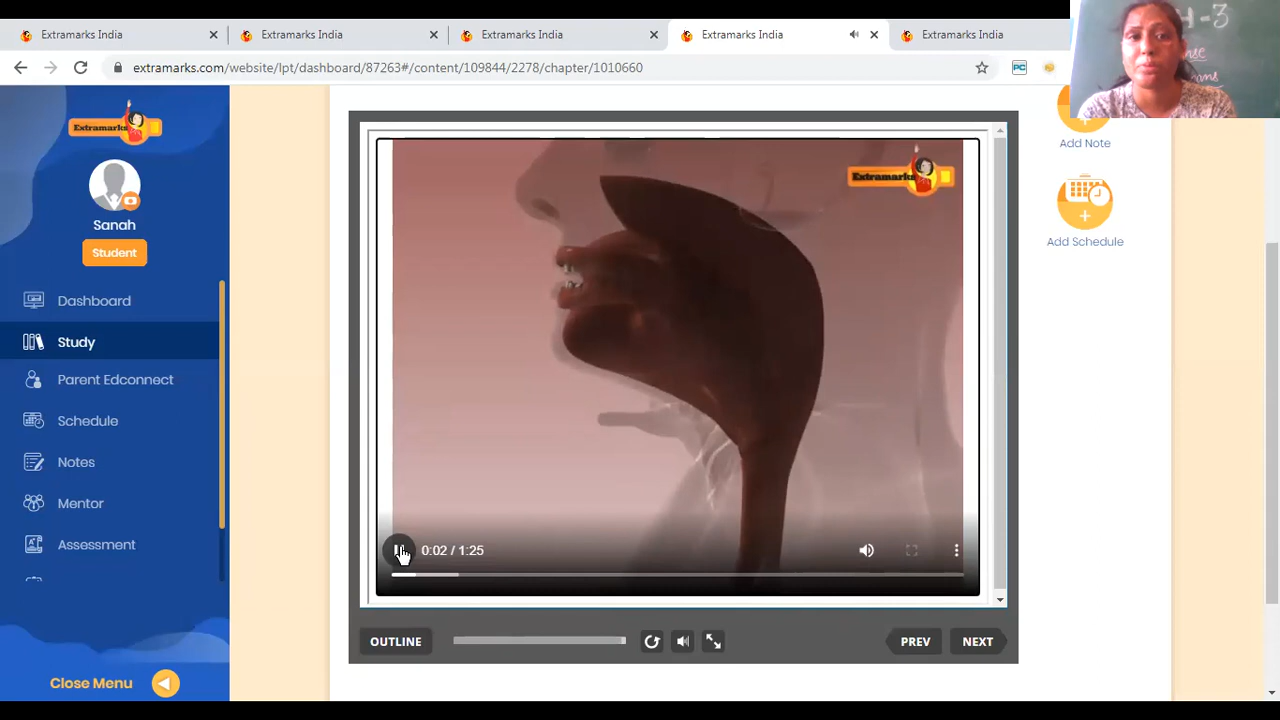 Extramarks India
Extramarks India
Extramarks India
Extramarks India
Extramarks India
extramarks.com/website/lpt/dashboard/87263#/content/109844/2278/chapter/1010660
PC
-3
Extramarks
Sanah
Student
Dashboard
Study
Parent Edconnect
Schedule
Notes
Mentor
Assessment
Close Menu
Extramarks
0:02 / 1:25
OUTLINE
PREV
NEXT
Add Note
Add Schedule